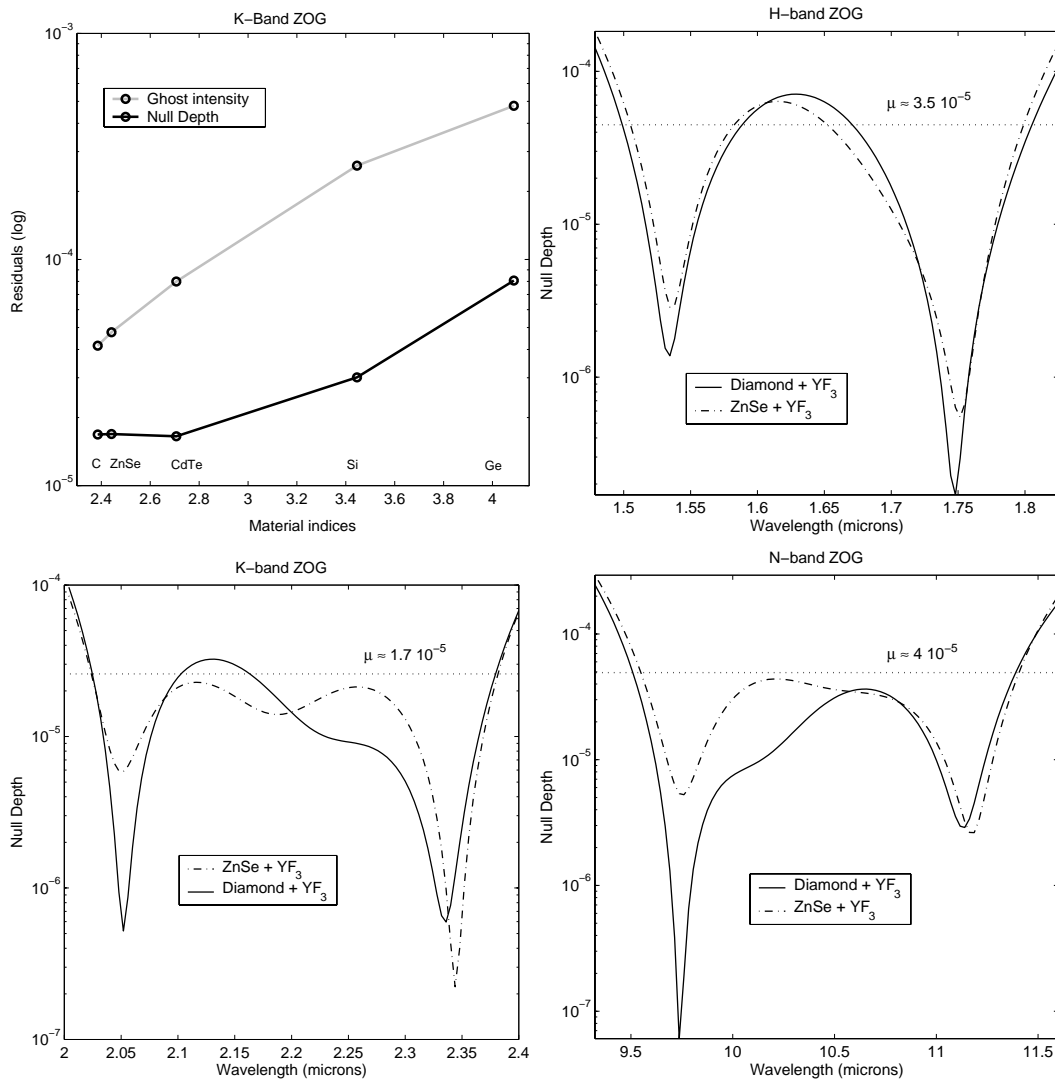 K−Band ZOG
10^-3
10^-4
10^-5
Residuals (log)
Ghost intensity
Null Depth
C ZnSe CdTe Si Ge
2.4 2.6 2.8 3 3.2 3.4 3.6 3.8 4
Material indices
H−band ZOG
10^-4
10^-5
10^-6
Null Depth
μ ≈ 3.5 10^-5
Diamond + YF_3
ZnSe + YF_3
1.5 1.55 1.6 1.65 1.7 1.75 1.8
Wavelength (microns)
K−band ZOG
10^-4
10^-5
10^-6
10^-7
Null Depth
μ ≈ 1.7 10^-5
ZnSe + YF_3
Diamond + YF_3
2 2.05 2.1 2.15 2.2 2.25 2.3 2.35 2.4
Wavelength (microns)
N−band ZOG
10^-4
10^-5
10^-6
10^-7
Null Depth
μ ≈ 4 10^-5
Diamond + YF_3
ZnSe + YF_3
9.5 10 10.5 11 11.5
Wavelength (microns)